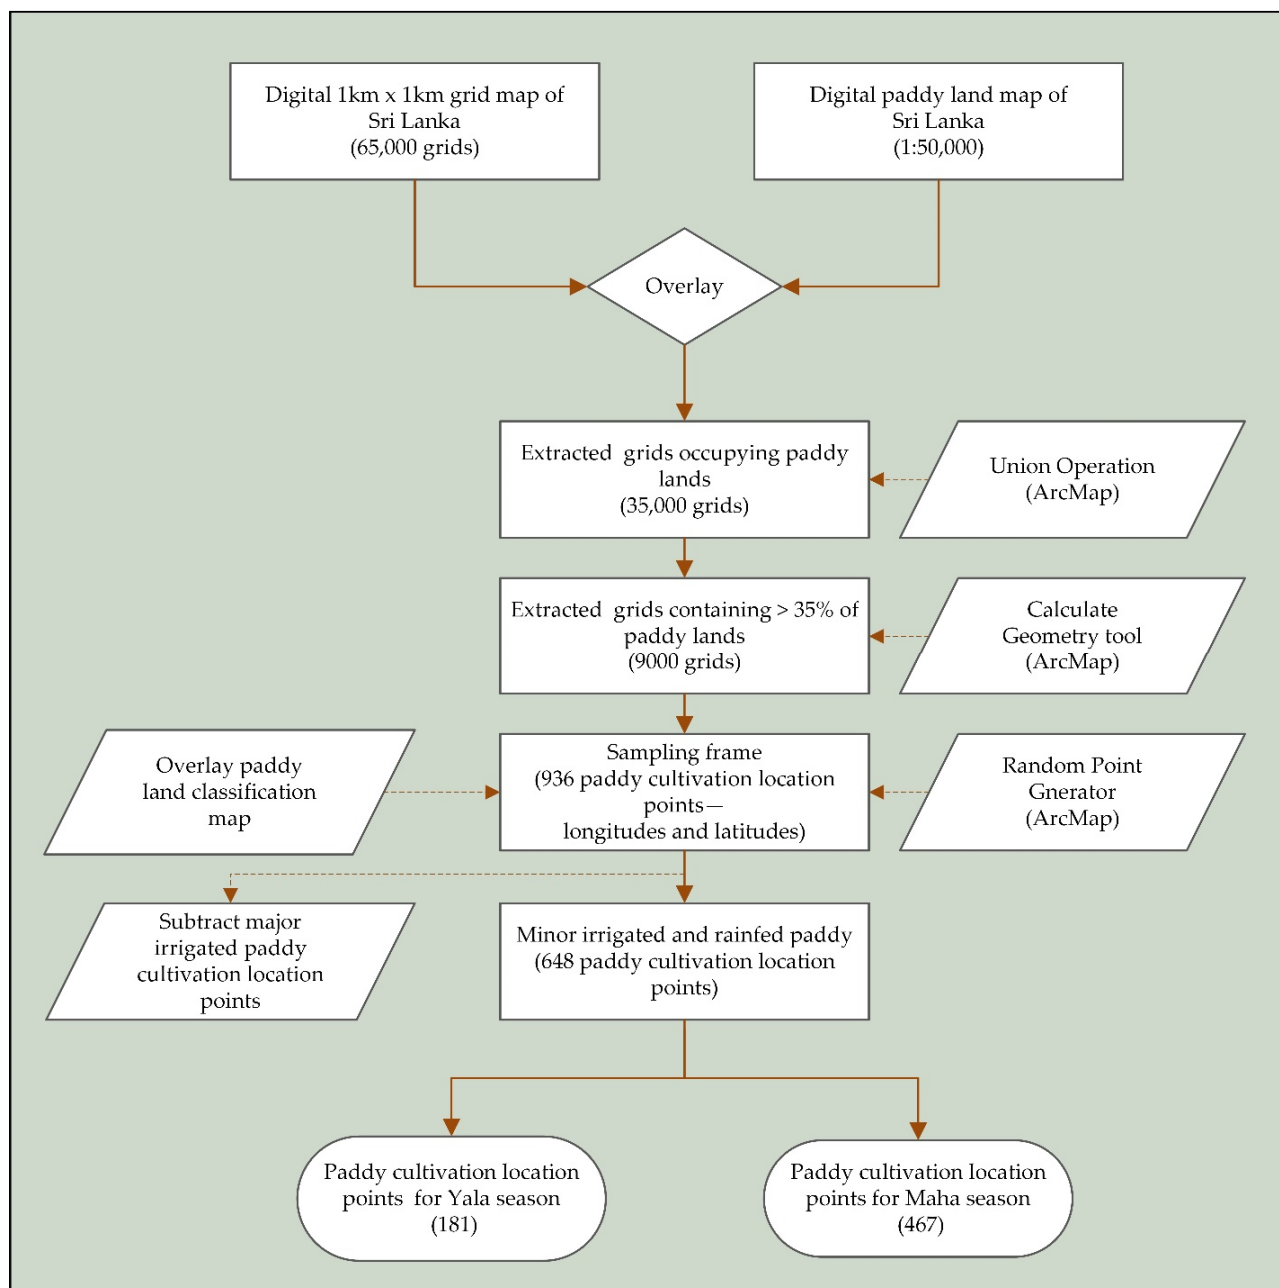 Digital 1km x 1km grid map of
Sri Lanka
(65,000 grids)
Digital paddy land map of
Sri Lanka
(1:50,000)
Overlay
Extracted grids occupying paddy
lands
(35,000 grids)
Union Operation
(ArcMap)
Extracted grids containing > 35% of
paddy lands
(9000 grids)
Calculate
Geometry tool
(ArcMap)
Overlay paddy
land classification
map
Sampling frame
(936 paddy cultivation location
points—
longitudes and latitudes)
Random Point
Gnerator
(ArcMap)
Subtract major
irrigated paddy
cultivation location
points
Minor irrigated and rainfed paddy
(648 paddy cultivation location
points)
Paddy cultivation location
points for Yala season
(181)
Paddy cultivation location
points for Maha season
(467)